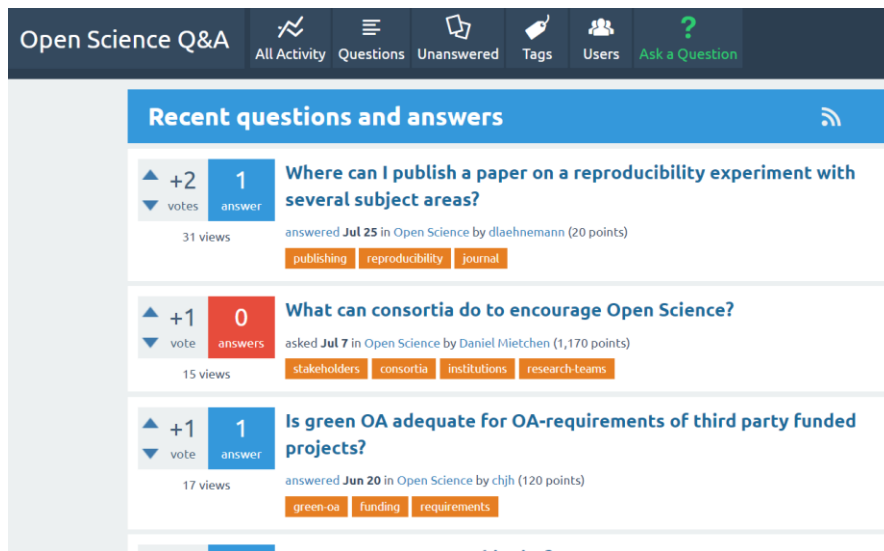 Open Science Q&A
All Activity
Questions
Unanswered
Tags
Users
?
Ask a Question
Recent questions and answers
+2
votes
1
answer
31 views
Where can I publish a paper on a reproducibility experiment with
several subject areas?
answered Jul 25 in Open Science by dlaehnemann (20 points)
publishing reproducibility journal
+1
vote
0
answers
15 views
What can consortia do to encourage Open Science?
asked Jul 7 in Open Science by Daniel Mietchen (1,170 points)
stakeholders consortia institutions research-teams
+1
vote
1
answer
17 views
Is green OA adequate for OA-requirements of third party funded
projects?
answered Jun 20 in Open Science by chjh (120 points)
green-oa funding requirements